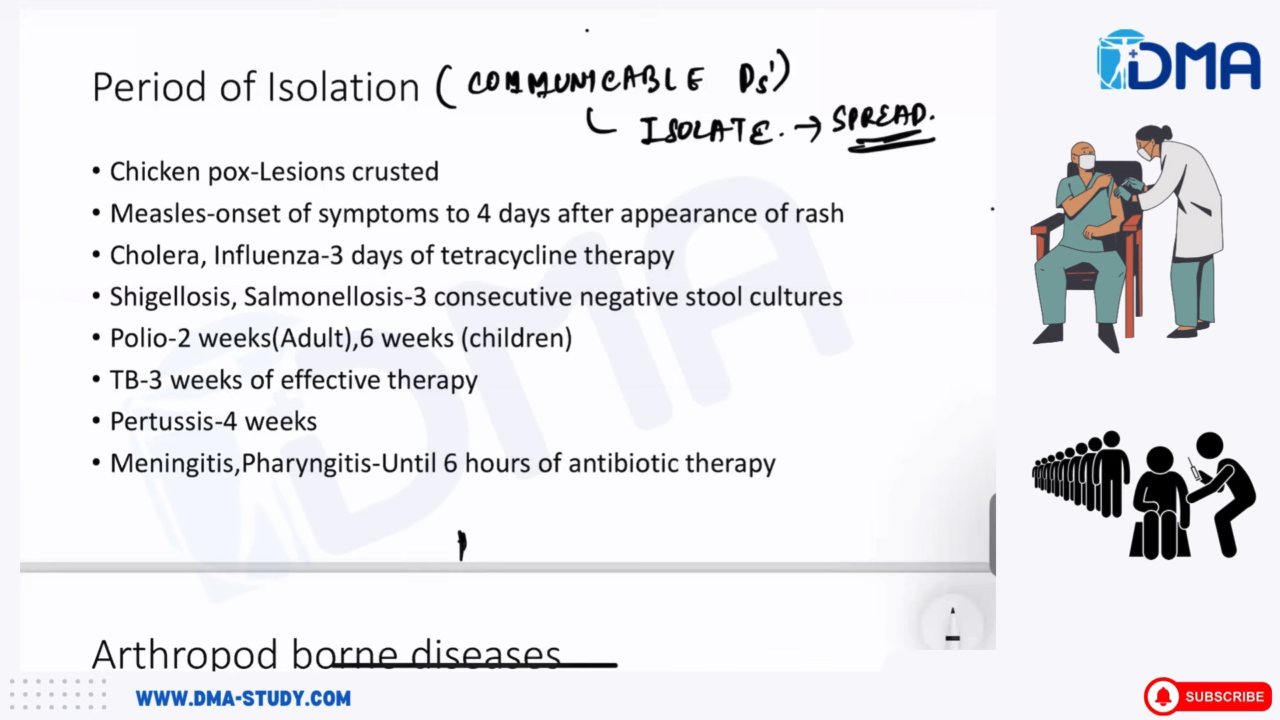 Period of Isolation (COMMUNICABLE Ds')
ISOLATE. → SPREAD.
• Chicken pox-Lesions crusted
• Measles-onset of symptoms to 4 days after appearance of rash
• Cholera, Influenza-3 days of tetracycline therapy
• Shigellosis, Salmonellosis-3 consecutive negative stool cultures
• Polio-2 weeks(Adult),6 weeks (children)
• TB-3 weeks of effective therapy
• Pertussis-4 weeks
• Meningitis,Pharyngitis-Until 6 hours of antibiotic therapy
Arthropod borne diseases
DMA
DMA
WWW.DMA-STUDY.COM
SUBSCRIBE